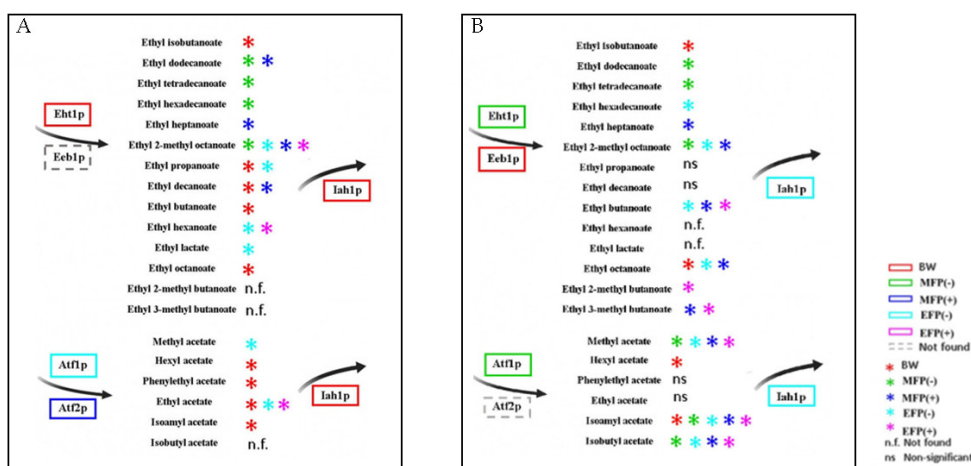 A
Ethyl isobutanoate *
Ethyl dodecanoate * *
Ethyl tetradecanoate *
Ethyl hexadecanoate *
Eht1p
Ethyl heptanoate *
Ethyl 2-methyl octanoate * * * *
Eeb1p
Ethyl propanoate * *
Ethyl decanoate * *
Iah1p
Ethyl butanoate *
Ethyl hexanoate * *
Ethyl lactate *
Ethyl octanoate *
Ethyl 2-methyl butanoate n.f.
Ethyl 3-methyl butanoate n.f.
Methyl acetate *
Atf1p
Hexyl acetate *
Phenylethyl acetate *
Iah1p
Ethyl acetate * * *
Atf2p
Isoamyl acetate *
Isobutyl acetate n.f.
B
Ethyl isobutanoate *
Ethyl dodecanoate *
Ethyl tetradecanoate *
Ethyl hexadecanoate *
Eht1p
Ethyl heptanoate *
Ethyl 2-methyl octanoate * * *
Eeb1p
Ethyl propanoate ns
Ethyl decanoate ns
Iah1p
Ethyl butanoate * * *
Ethyl hexanoate n.f.
Ethyl lactate n.f.
Ethyl octanoate * * *
Ethyl 2-methyl butanoate *
Ethyl 3-methyl butanoate * *
Methyl acetate * * * *
Atf1p
Hexyl acetate *
Phenylethyl acetate ns
Iah1p
Ethyl acetate ns
Atf2p
Isoamyl acetate * * * * *
Isobutyl acetate * * * *
BW
MFP(-)
MFP(+)
EFP(-)
EFP(+)
Not found
* BW
* MFP(-)
* MFP(+)
* EFP(-)
* EFP(+)
n.f. Not found
ns Non-significant